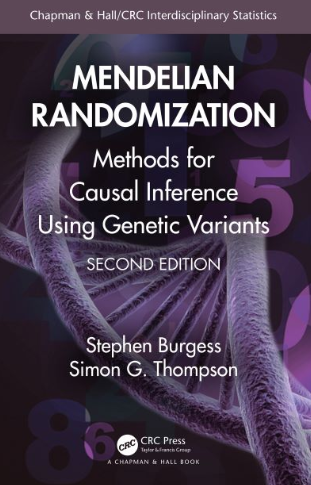 Chapman & Hall/CRC Interdisciplinary Statistics
MENDELIAN
RANDOMIZATION
Methods for
Causal Inference
Using Genetic Variants
SECOND EDITION
Stephen Burgess
Simon G. Thompson
CRC
CRC Press
Taylor & Francis Group
A CHAPMAN & HALL BOOK